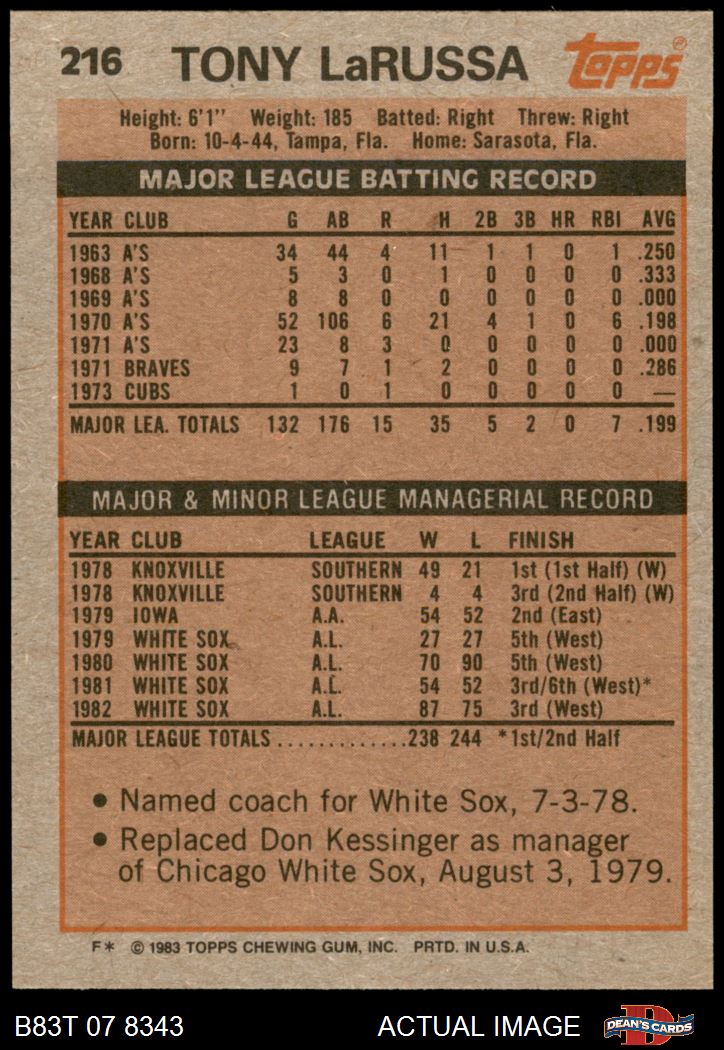 216 TONY LaRUSSA Topps
Height: 6'1" Weight: 185 Batted: Right Threw: Right
Born: 10-4-44, Tampa, Fla. Home: Sarasota, Fla.
MAJOR LEAGUE BATTING RECORD
YEAR CLUB G AB R H 2B 3B HR RBI AVG
1963 A'S 34 44 4 11 1 1 0 1 .250
1968 A'S 5 3 0 1 0 0 0 0 .333
1969 A'S 8 8 0 0 0 0 0 0 .000
1970 A'S 52 106 6 21 4 1 0 6 .198
1971 A'S 23 8 3 0 0 0 0 0 .000
1971 BRAVES 9 7 1 2 0 0 0 0 .286
1973 CUBS 1 0 1 0 0 0 0 0 —
MAJOR LEA. TOTALS 132 176 15 35 5 2 0 7 .199
MAJOR & MINOR LEAGUE MANAGERIAL RECORD
YEAR CLUB LEAGUE W L FINISH
1978 KNOXVILLE SOUTHERN 49 21 1st (1st Half) (W)
1978 KNOXVILLE SOUTHERN 4 4 3rd (2nd Half) (W)
1979 IOWA A.A. 54 52 2nd (East)
1979 WHITE SOX A.L. 27 27 5th (West)
1980 WHITE SOX A.L. 70 90 5th (West)
1981 WHITE SOX A.L. 54 52 3rd/6th (West)*
1982 WHITE SOX A.L. 87 75 3rd (West)
MAJOR LEAGUE TOTALS.............238 244 *1st/2nd Half
• Named coach for White Sox, 7-3-78.
• Replaced Don Kessinger as manager
of Chicago White Sox, August 3, 1979.
F* © 1983 TOPPS CHEWING GUM, INC. PRTD. IN U.S.A.
B83T 07 8343 ACTUAL IMAGE D DEAN'S CARDS